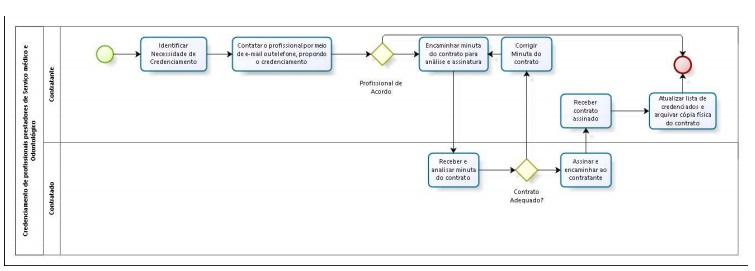 Credenciamento de profissionais prestadores de Serviço médico e
Odontológico
Contratante
Identificar
Necessidade de
Credenciamento
Contatar o profissional por meio
de e-mail ou telefone, propondo
o credenciamento
Profissional de
Acordo
Encaminhar minuta
do contrato para
análise e assinatura
Corrigir
Minuta do
contrato
Receber
contrato
assinado
Atualizar lista de
credenciados e
arquivar cópia física
do contrato
Contratado
Receber e
analisar minuta
do contrato
Contrato
Adequado?
Assinar e
encaminhar ao
contratante